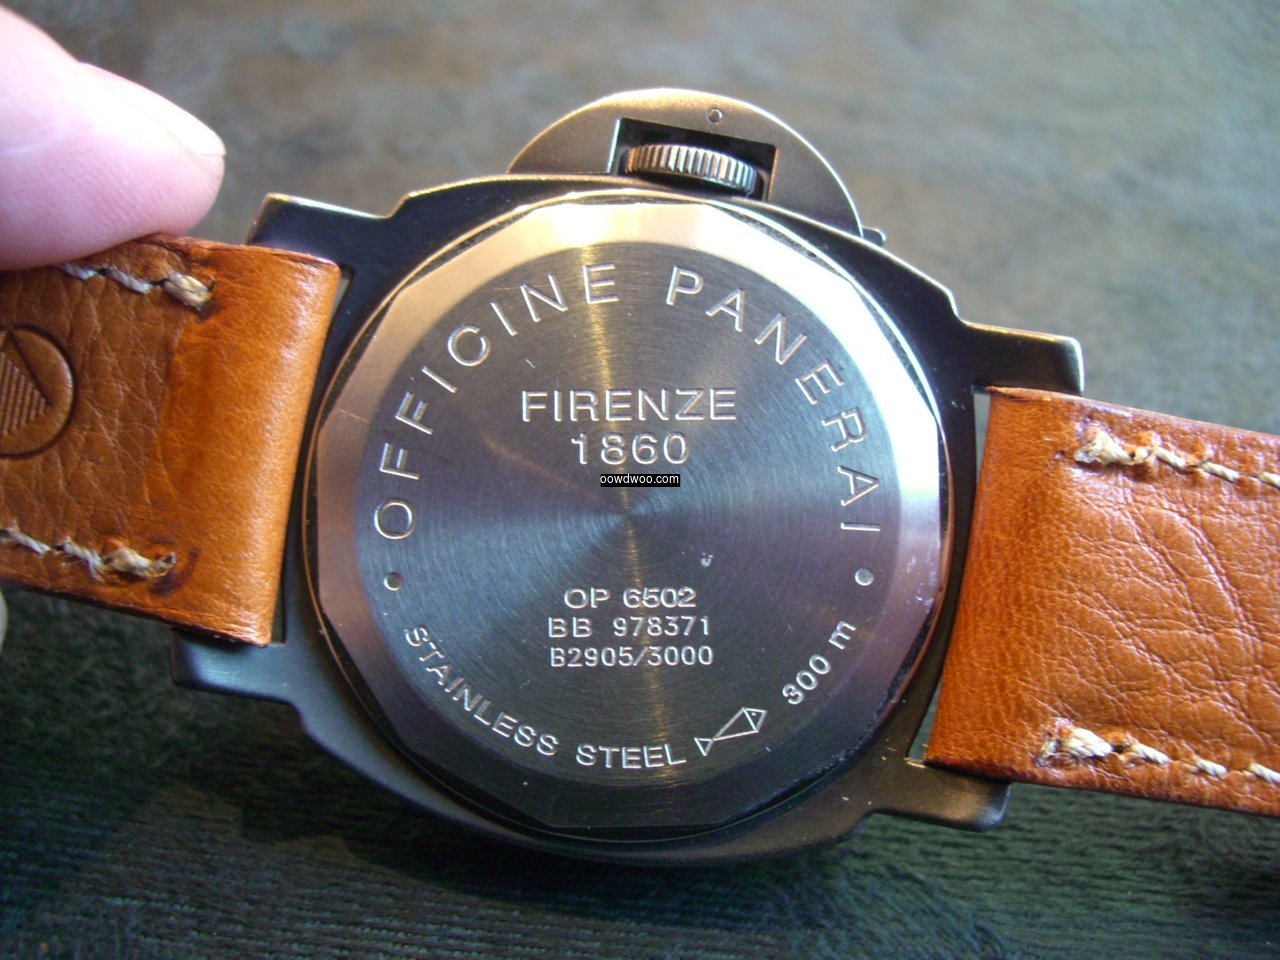 OFFICINE PANERAI
FIRENZE
1860
oowdwoo.com
OP 6502
BB 978371
B2905/3000
STAINLESS STEEL 300 m